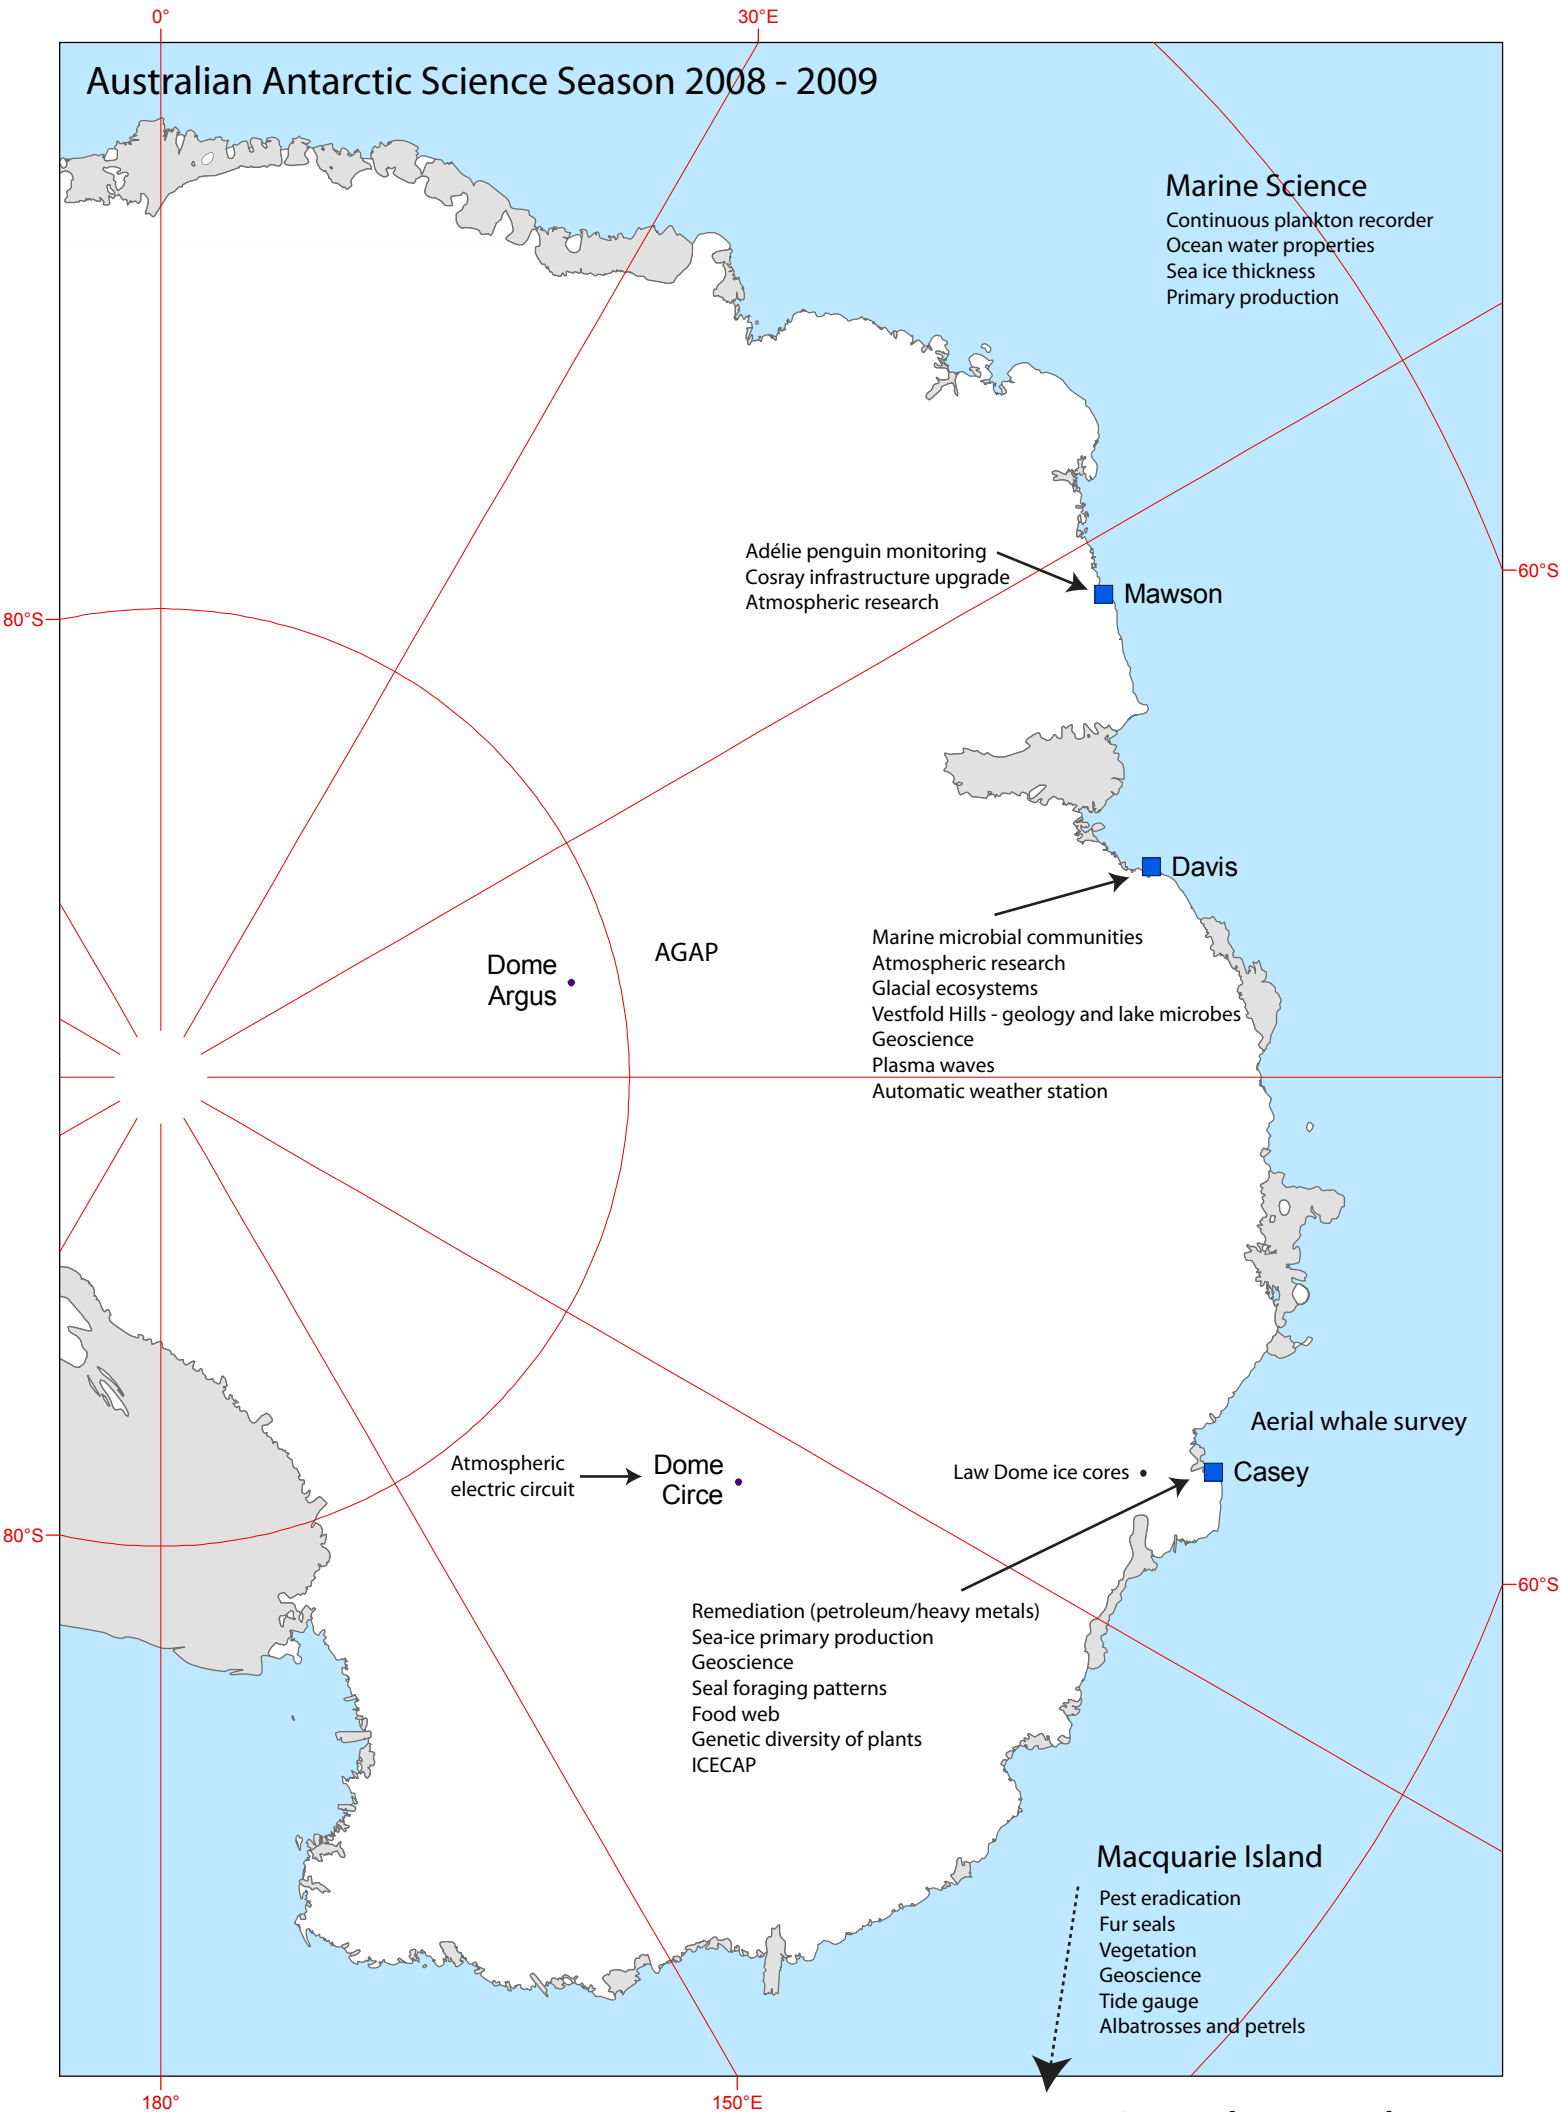 0°
30°E
Australian Antarctic Science Season 2008 - 2009
Marine Science
Continuous plankton recorder
Ocean water properties
Sea ice thickness
Primary production
Adélie penguin monitoring
Cosray infrastructure upgrade
Atmospheric research
Mawson
60°S
80°S
Davis
Marine microbial communities
Atmospheric research
Glacial ecosystems
Vestfold Hills - geology and lake microbes
Geoscience
Plasma waves
Automatic weather station
AGAP
Dome
Argus
Aerial whale survey
Atmospheric
electric circuit
Dome
Circe
Law Dome ice cores
Casey
80°S
60°S
Remediation (petroleum/heavy metals)
Sea-ice primary production
Geoscience
Seal foraging patterns
Food web
Genetic diversity of plants
ICECAP
Macquarie Island
Pest eradication
Fur seals
Vegetation
Geoscience
Tide gauge
Albatrosses and petrels
180°
150°E